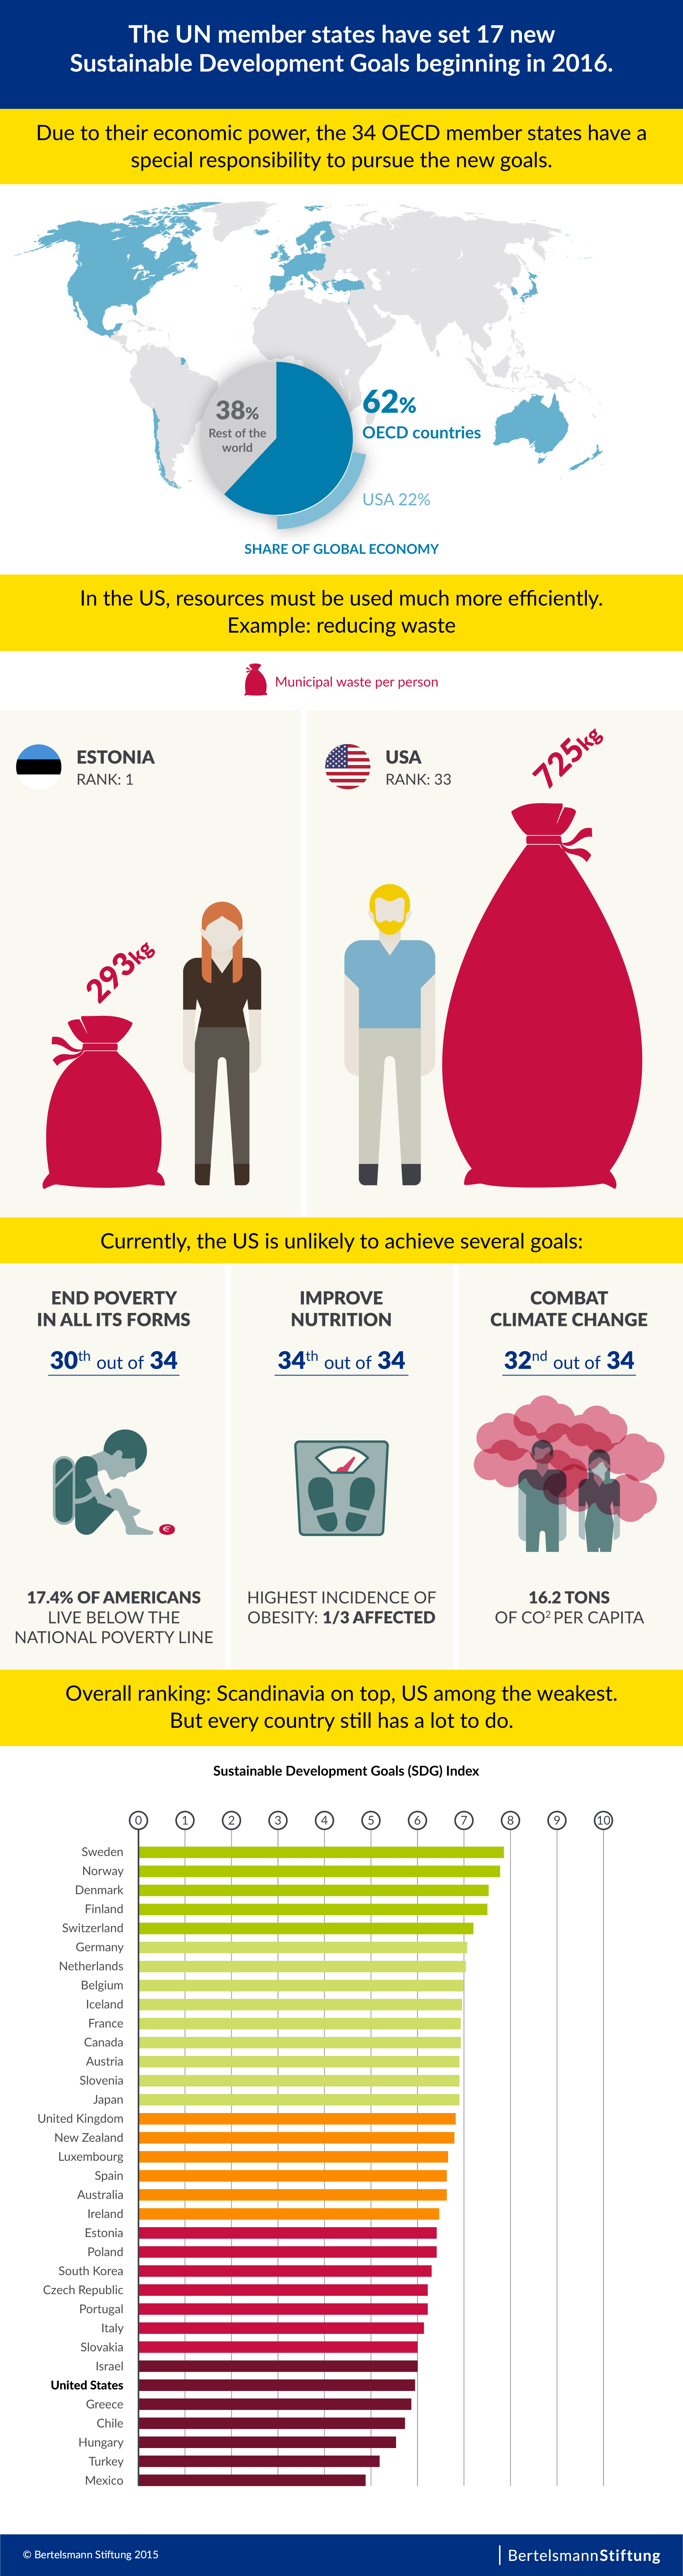 The UN member states have set 17 new
Sustainable Development Goals beginning in 2016.
Due to their economic power, the 34 OECD member states have a
special responsibility to pursue the new goals.
38%
Rest of the
world
62%
OECD countries
USA 22%
SHARE OF GLOBAL ECONOMY
In the US, resources must be used much more efficiently.
Example: reducing waste
Municipal waste per person
ESTONIA
RANK: 1
293kg
USA
RANK: 33
725kg
Currently, the US is unlikely to achieve several goals:
END POVERTY
IN ALL ITS FORMS
30th out of 34
€
17.4% OF AMERICANS
LIVE BELOW THE
NATIONAL POVERTY LINE
IMPROVE
NUTRITION
34th out of 34
HIGHEST INCIDENCE OF
OBESITY: 1/3 AFFECTED
COMBAT
CLIMATE CHANGE
32nd out of 34
16.2 TONS
OF CO² PER CAPITA
Overall ranking: Scandinavia on top, US among the weakest.
But every country still has a lot to do.
Sustainable Development Goals (SDG) Index
0 1 2 3 4 5 6 7 8 9 10
Sweden
Norway
Denmark
Finland
Switzerland
Germany
Netherlands
Belgium
Iceland
France
Canada
Austria
Slovenia
Japan
United Kingdom
New Zealand
Luxembourg
Spain
Australia
Ireland
Estonia
Poland
South Korea
Czech Republic
Portugal
Italy
Slovakia
Israel
United States
Greece
Chile
Hungary
Turkey
Mexico
© Bertelsmann Stiftung 2015
BertelsmannStiftung